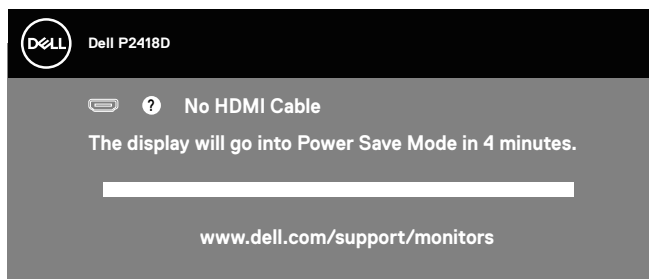 DELL
Dell P2418D
? No HDMI Cable
The display will go into Power Save Mode in 4 minutes.
www.dell.com/support/monitors